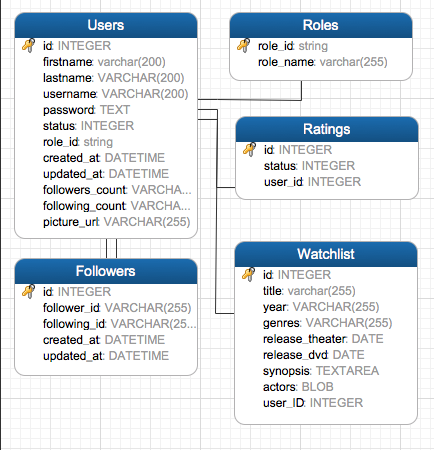 Users
id: INTEGER
firstname: varchar(200)
lastname: VARCHAR(200)
username: VARCHAR(200)
password: TEXT
status: INTEGER
role_id: string
created_at: DATETIME
updated_at: DATETIME
followers_count: VARCHA...
following_count: VARCHA...
picture_url: VARCHAR(255)
Roles
role_id: string
role_name: varchar(255)
Ratings
id: INTEGER
status: INTEGER
user_id: INTEGER
Followers
id: INTEGER
follower_id: VARCHAR(255)
following_id: VARCHAR(25...
created_at: DATETIME
updated_at: DATETIME
Watchlist
id: INTEGER
title: varchar(255)
year: VARCHAR(255)
genres: VARCHAR(255)
release_theater: DATE
release_dvd: DATE
synopsis: TEXTAREA
actors: BLOB
user_ID: INTEGER